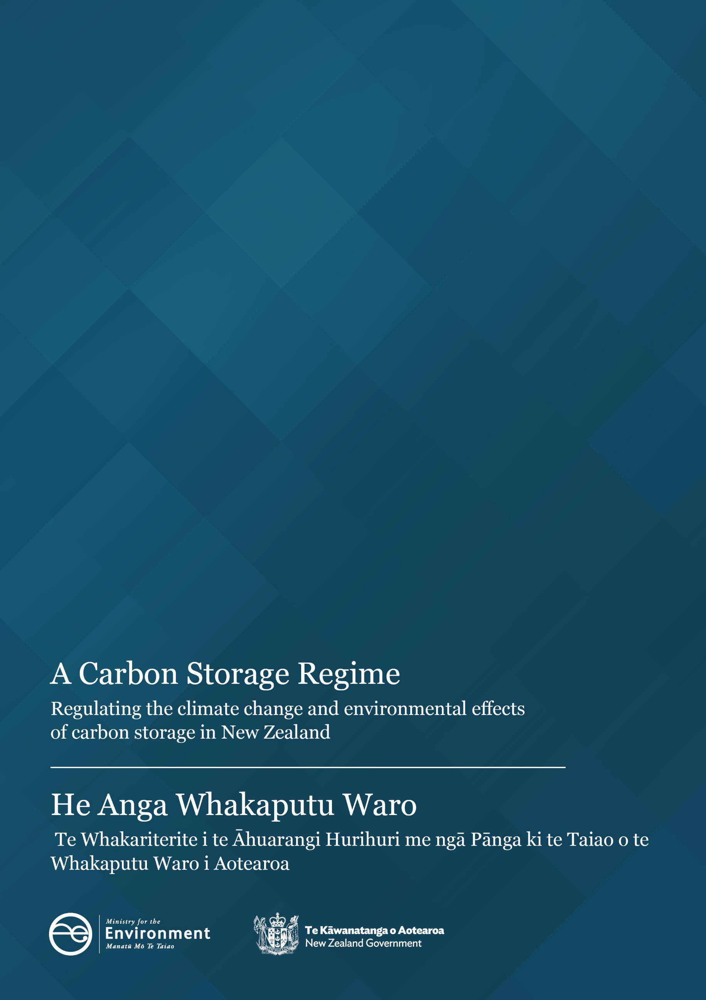 A Carbon Storage Regime
Regulating the climate change and environmental effects
of carbon storage in New Zealand
He Anga Whakaputu Waro
Te Whakariterite i te Āhuarangi Hurihuri me ngā Pānga ki te Taiao o te
Whakaputu Waro i Aotearoa
Ministry for the
Environment
Manatū Mō Te Taiao
Te Kāwanatanga o Aotearoa
New Zealand Government